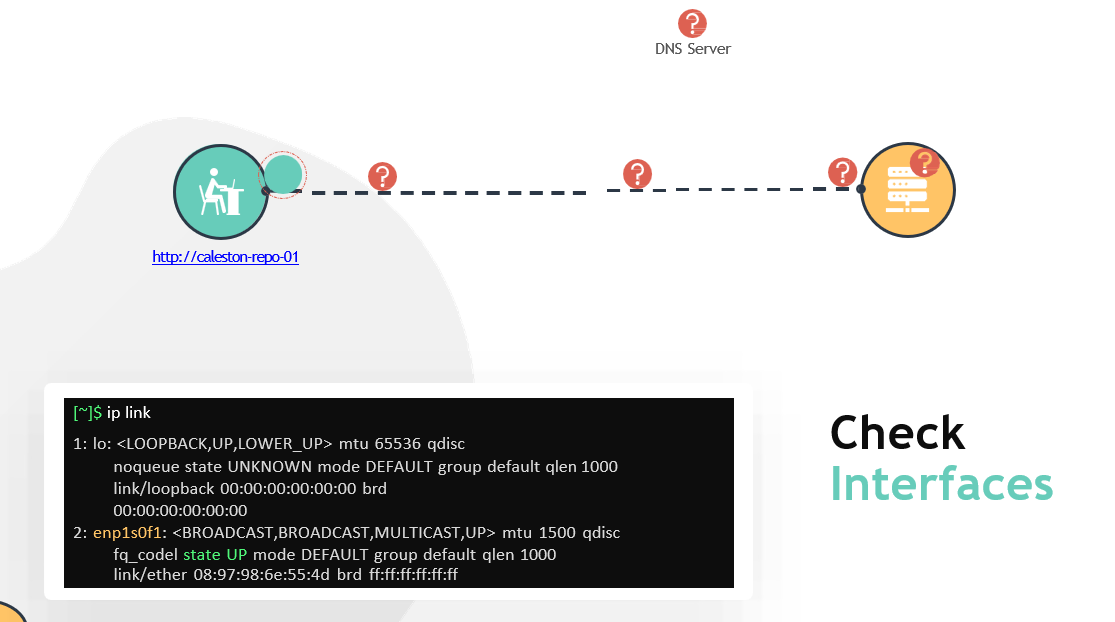 ?
DNS Server
?
?
?
?
http://caleston-repo-01
[~]$ ip link
1: lo: <LOOPBACK,UP,LOWER_UP> mtu 65536 qdisc
noqueue state UNKNOWN mode DEFAULT group default qlen 1000
link/loopback 00:00:00:00:00:00 brd
00:00:00:00:00:00
2: enp1s0f1: <BROADCAST,BROADCAST,MULTICAST,UP> mtu 1500 qdisc
fq_codel state UP mode DEFAULT group default qlen 1000
link/ether 08:97:98:6e:55:4d brd ff:ff:ff:ff:ff:ff
Check
Interfaces